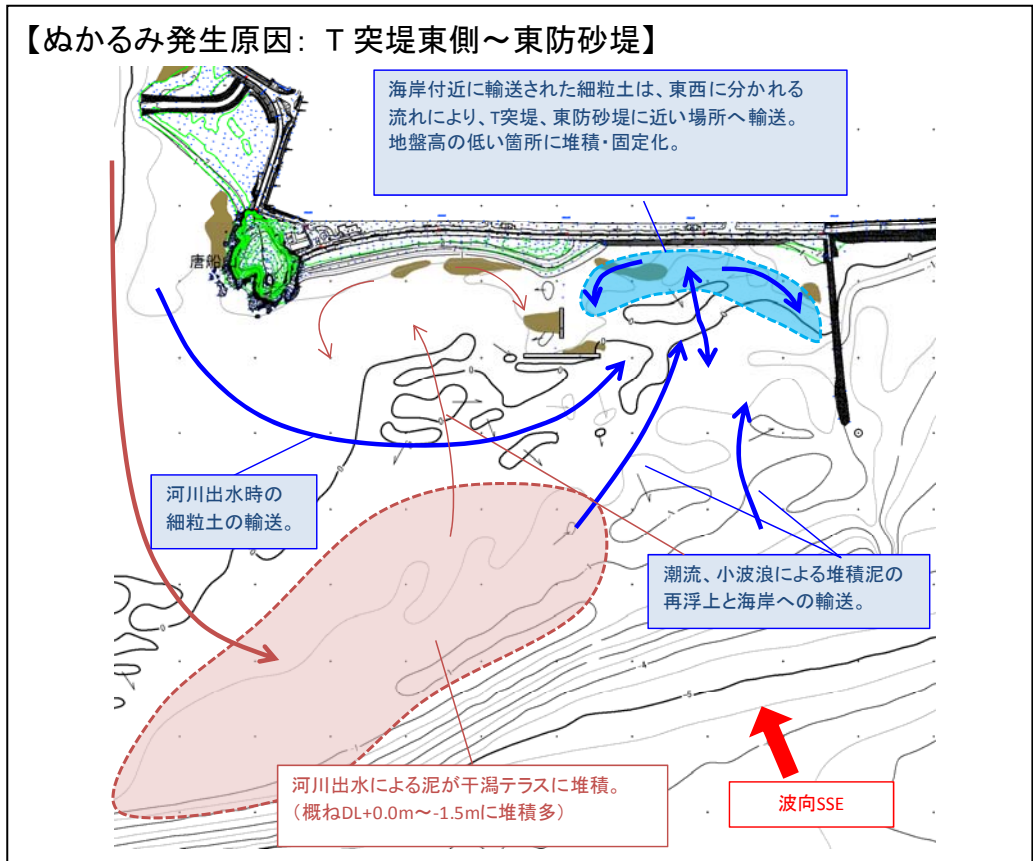 【ぬかるみ発生原因： Ｔ突堤東側～東防砂堤】
海岸付近に輸送された細粒土は、東西に分かれる
流れにより、T突堤、東防砂堤に近い場所へ輸送。
地盤高の低い箇所に堆積・固定化。
唐船
河川出水時の
細粒土の輸送。
潮流、小波浪による堆積泥の
再浮上と海岸への輸送。
河川出水による泥が干潟テラスに堆積。
（概ねDL+0.0m～-1.5mに堆積多）
波向SSE